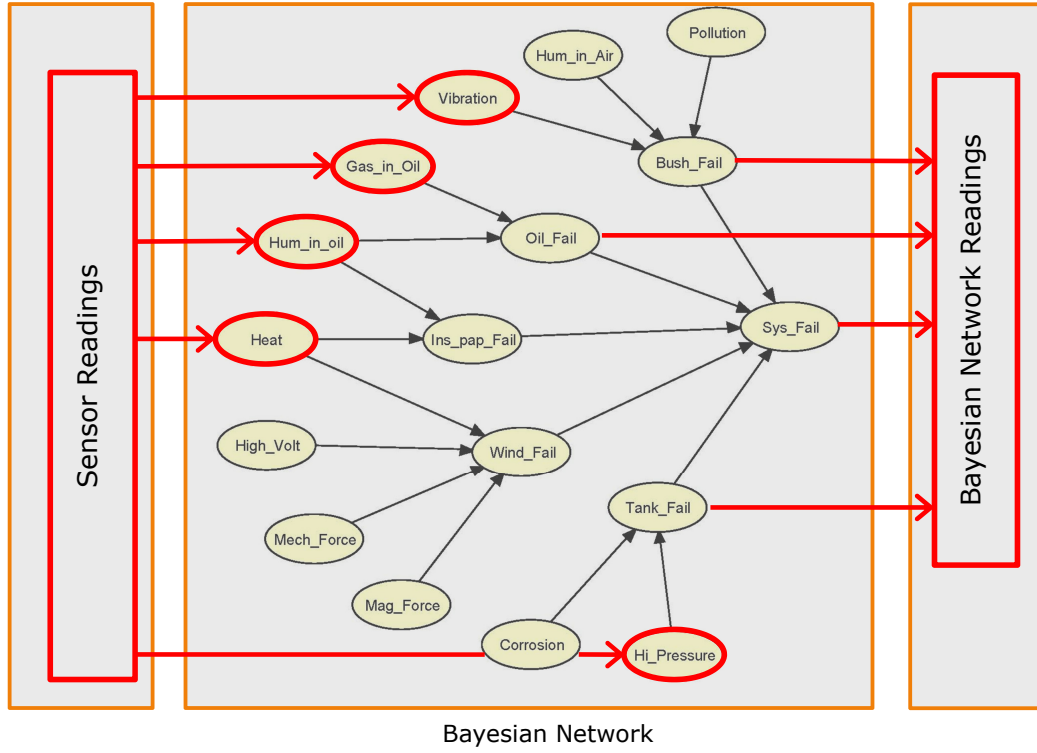 Sensor Readings
Pollution
Hum_in_Air
Vibration
Gas_in_Oil
Bush_Fail
Hum_in_oil
Oil_Fail
Heat
Ins_pap_Fail
Sys_Fail
High_Volt
Wind_Fail
Tank_Fail
Mech_Force
Mag_Force
Corrosion
Hi_Pressure
Bayesian Network Readings
Bayesian Network